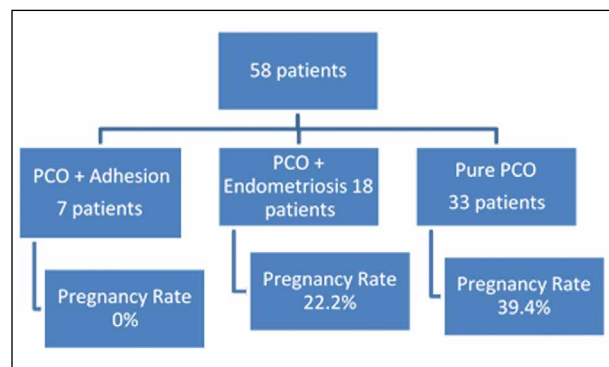 58 patients
PCO + Adhesion
7 patients
PCO +
Endometriosis 18
patients
Pure PCO
33 patients
Pregnancy Rate
0%
Pregnancy Rate
22.2%
Pregnancy Rate
39.4%